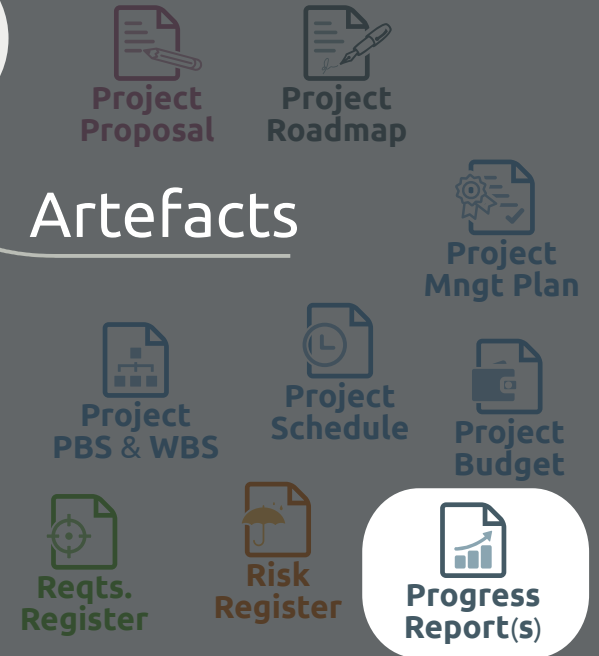 Project
Proposal
Project
Roadmap
Artefacts
Project
Mngt Plan
Project
PBS & WBS
Project
Schedule
Project
Budget
Reqts.
Register
Risk
Register
Progress
Report(s)